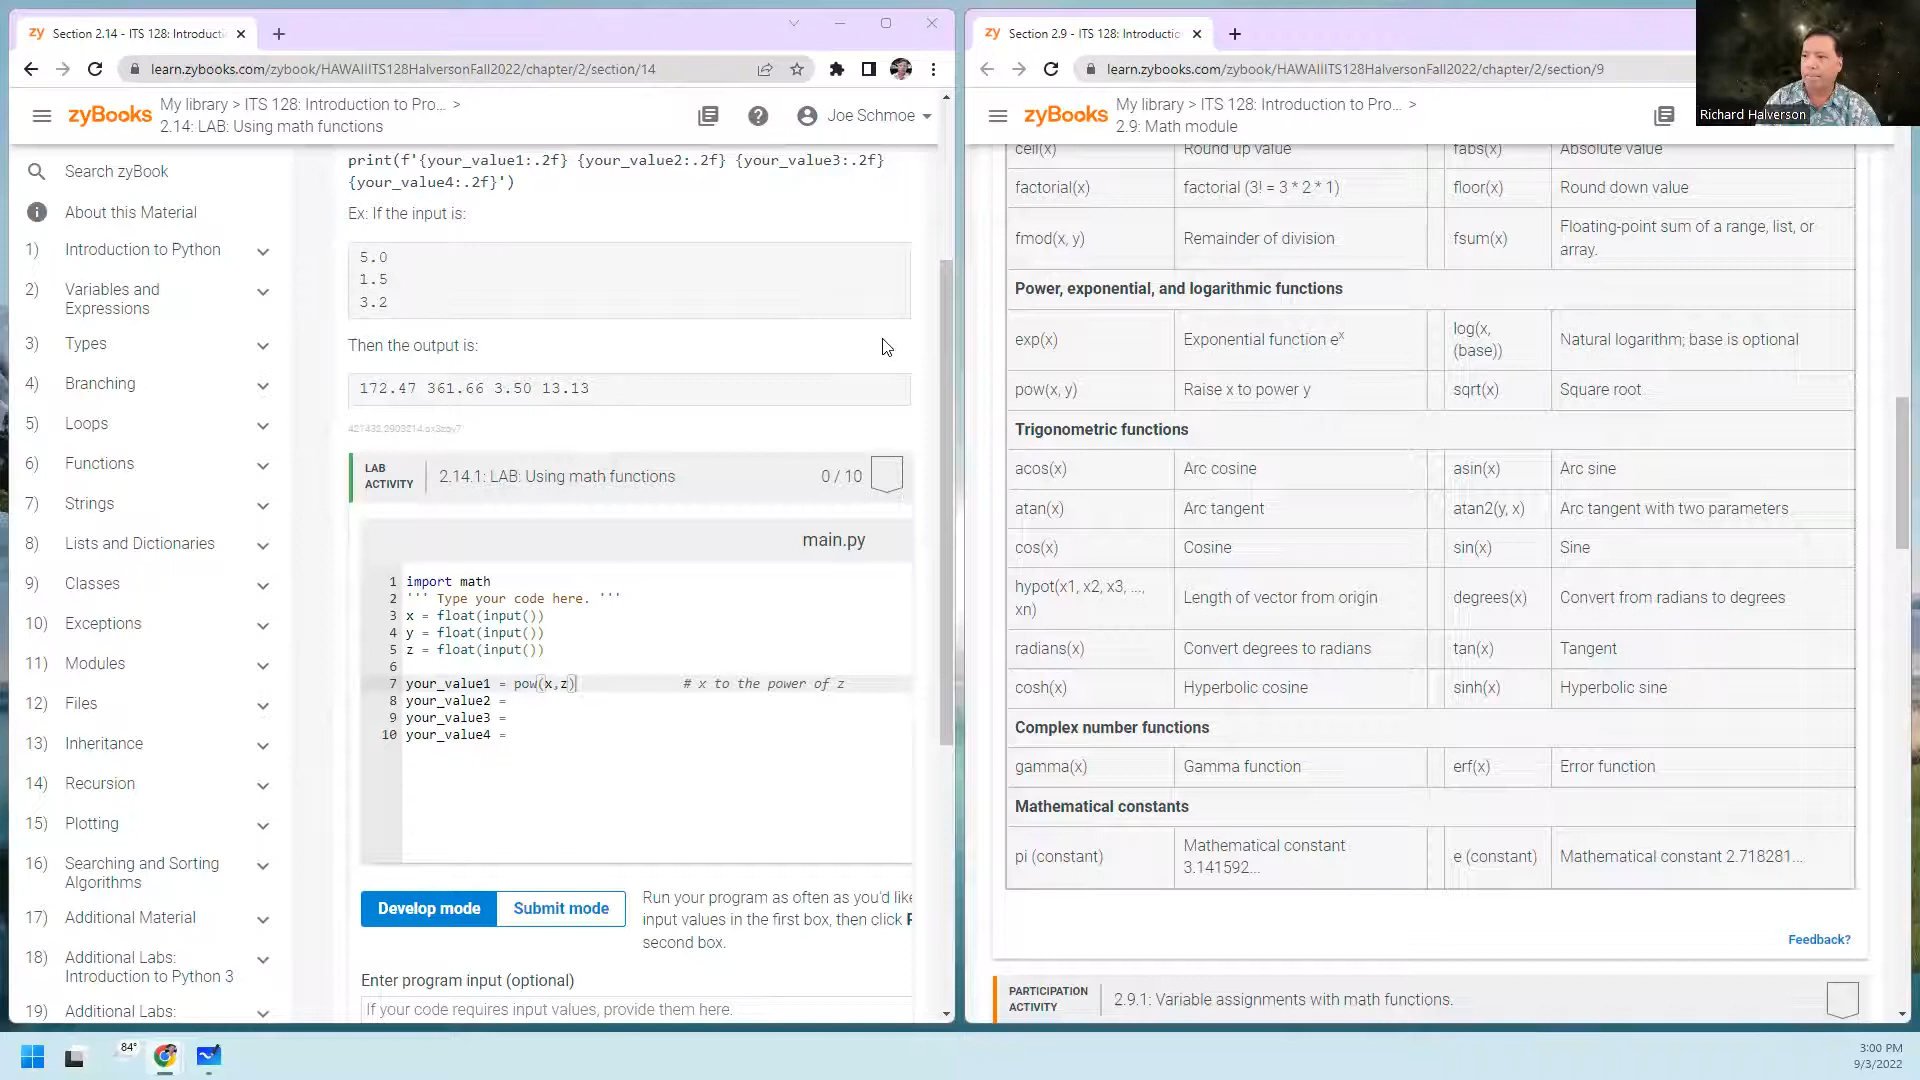 Section 2.14 - ITS 128: Introducti
learn.zybooks.com/zybook/HAWAIIITS128HalversonFall2022/chapter/2/section/14
zyBooks
My library > ITS 128: Introduction to Pro... >
2.14: LAB: Using math functions
Joe Schmoe
Search zyBook
About this Material
1) Introduction to Python
2) Variables and
Expressions
3) Types
4) Branching
5) Loops
6) Functions
7) Strings
8) Lists and Dictionaries
9) Classes
10) Exceptions
11) Modules
12) Files
13) Inheritance
14) Recursion
15) Plotting
16) Searching and Sorting
Algorithms
17) Additional Material
18) Additional Labs:
Introduction to Python 3
19) Additional Labs:
print(f'{your_value1:.2f} {your_value2:.2f} {your_value3:.2f}
{your_value4:.2f}')
Ex: If the input is:
5.0
1.5
3.2
Then the output is:
172.47 361.66 3.50 13.13
LAB
ACTIVITY
2.14.1: LAB: Using math functions
0 / 10
main.py
1 import math
2 ''' Type your code here. '''
3 x = float(input())
4 y = float(input())
5 z = float(input())
6
7 your_value1 = pow(x,z) # x to the power of z
8 your_value2 =
9 your_value3 =
10 your_value4 =
Develop mode
Submit mode
Run your program as often as you'd like
input values in the first box, then click
second box.
Enter program input (optional)
If your code requires input values, provide them here.
Section 2.9 - ITS 128: Introductio
learn.zybooks.com/zybook/HAWAIIITS128HalversonFall2022/chapter/2/section/9
zyBooks
My library > ITS 128: Introduction to Pro... >
2.9: Math module
Richard Halverson
ceil(x) Round up value fabs(x) Absolute value
factorial(x) factorial (3! = 3 * 2 * 1) floor(x) Round down value
fmod(x, y) Remainder of division fsum(x) Floating-point sum of a range, list, or
array.
Power, exponential, and logarithmic functions
exp(x) Exponential function eˣ log(x,
(base)) Natural logarithm; base is optional
pow(x, y) Raise x to power y sqrt(x) Square root
Trigonometric functions
acos(x) Arc cosine asin(x) Arc sine
atan(x) Arc tangent atan2(y, x) Arc tangent with two parameters
cos(x) Cosine sin(x) Sine
hypot(x1, x2, x3, ...,
xn) Length of vector from origin degrees(x) Convert from radians to degrees
radians(x) Convert degrees to radians tan(x) Tangent
cosh(x) Hyperbolic cosine sinh(x) Hyperbolic sine
Complex number functions
gamma(x) Gamma function erf(x) Error function
Mathematical constants
pi (constant) Mathematical constant
3.141592... e (constant) Mathematical constant 2.718281...
Feedback?
PARTICIPATION
ACTIVITY
2.9.1: Variable assignments with math functions.
84°
3:00 PM
9/3/2022